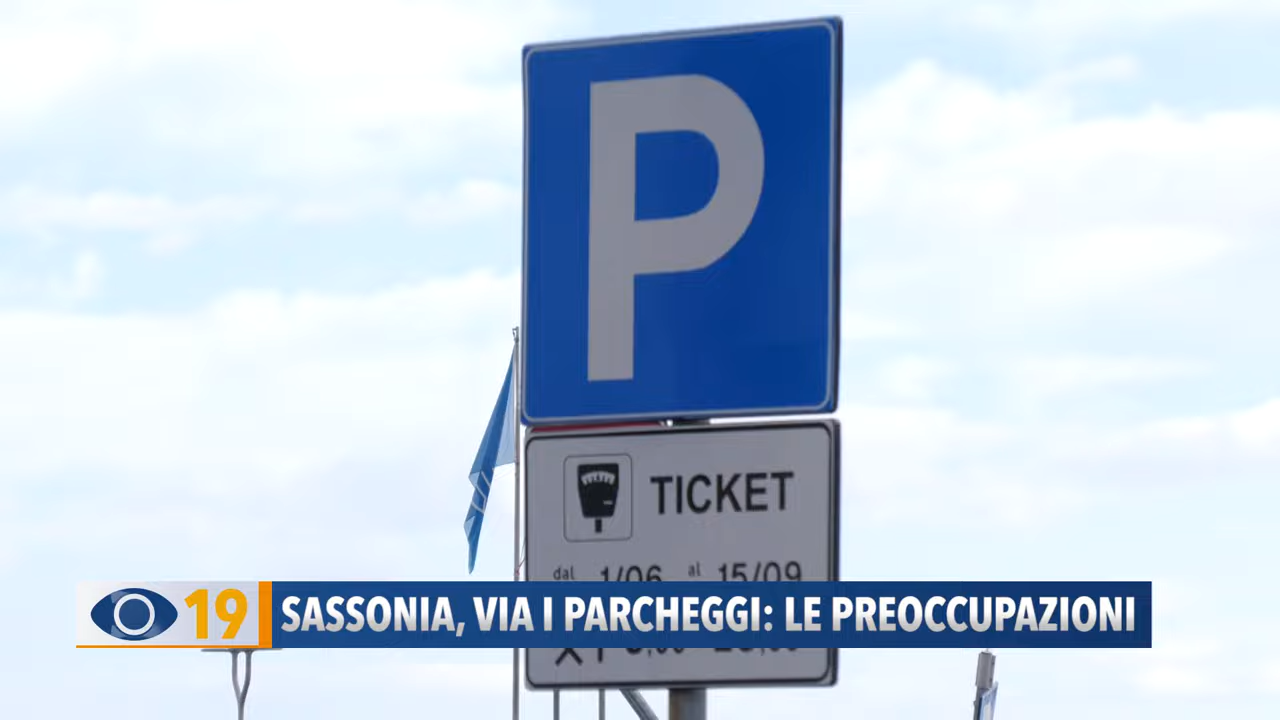 P
TICKET
dal 1/06 al 15/09
19
SASSONIA, VIA I PARCHEGGI: LE PREOCCUPAZIONI